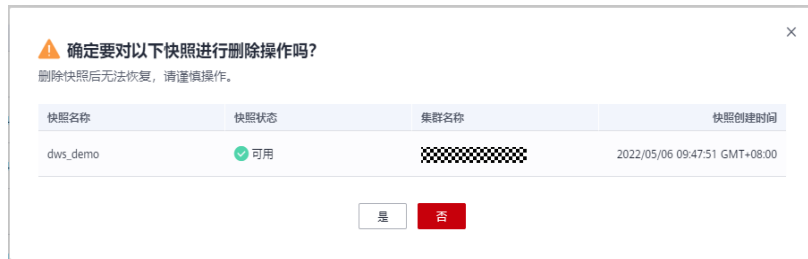 确定要对以下快照进行删除操作吗？
删除快照后无法恢复，请谨慎操作。
快照名称 快照状态 集群名称 快照创建时间
dws_demo 可用 2022/05/06 09:47:51 GMT+08:00
是 否